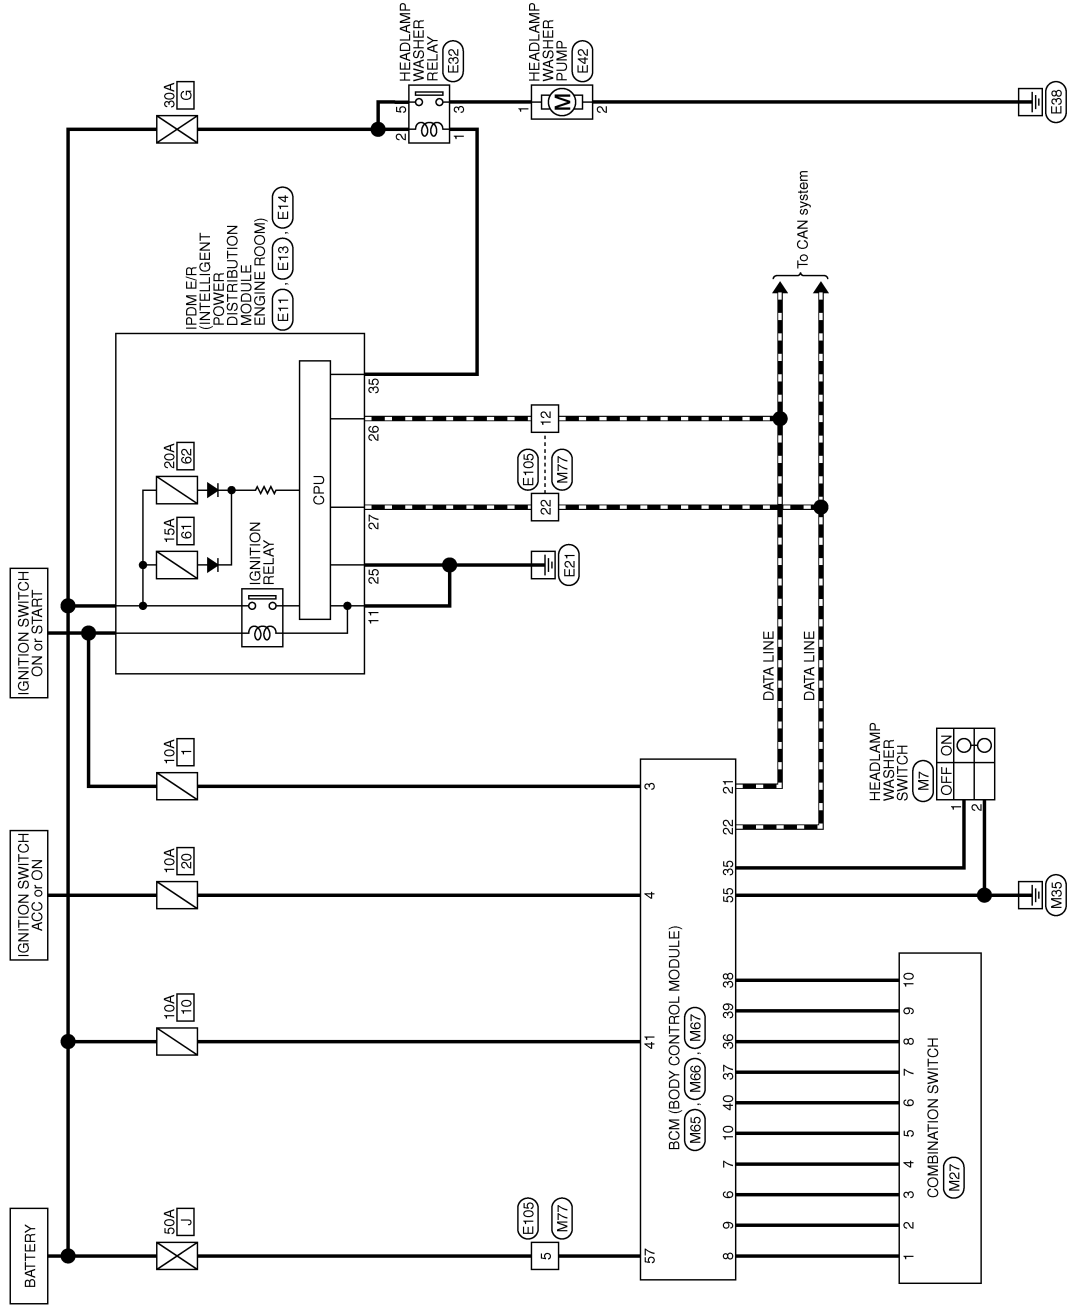 BATTERY
IGNITION SWITCH
ACC or ON
IGNITION SWITCH
ON or START
50A
J
10A
10
10A
20
10A
1
15A
61
20A
62
30A
G
IGNITION
RELAY
CPU
IPDM E/R
(INTELLIGENT
POWER
DISTRIBUTION
MODULE
ENGINE ROOM)
E11 , E13 , E14
11
25
27
26
35
HEADLAMP
WASHER
RELAY
E32
2
5
1
3
HEADLAMP
WASHER
PUMP
E42
1
M
2
E38
E21
E105
M77
22
12
E105
M77
5
To CAN system
DATA LINE
DATA LINE
57
41
4
3
BCM (BODY CONTROL MODULE)
M65 , M66 , M67
8
9
6
7
10
40
37
36
39
38
55
35
22
21
HEADLAMP
WASHER
SWITCH
M7
OFF
ON
1
2
M35
1
2
3
4
5
6
7
8
9
10
COMBINATION SWITCH
M27